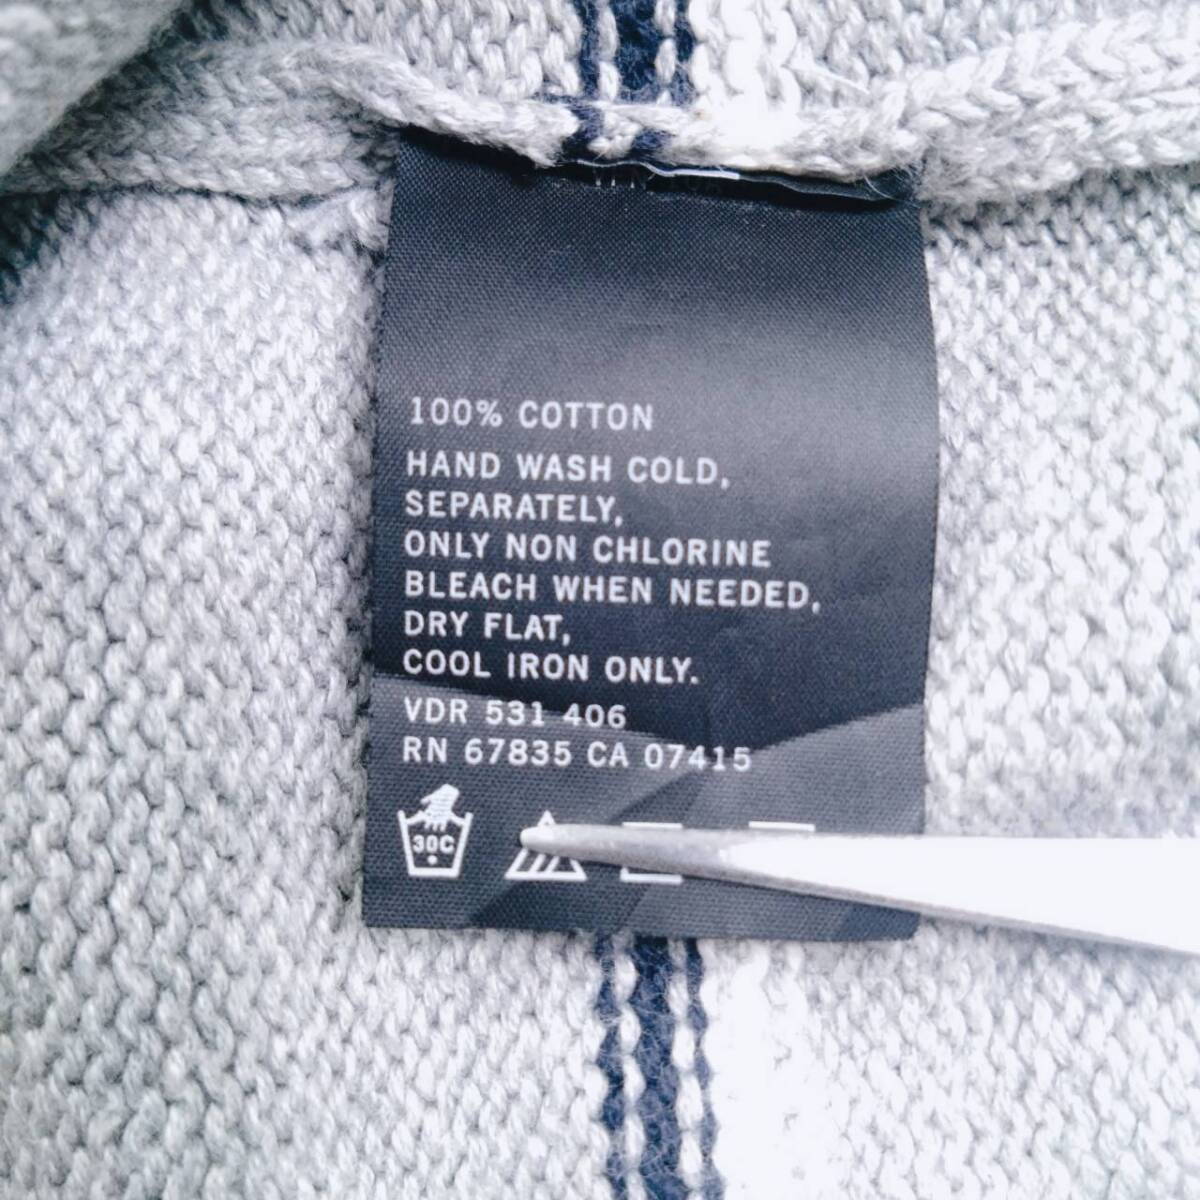 100% COTTON
HAND WASH COLD,
SEPARATELY,
ONLY NON CHLORINE
BLEACH WHEN NEEDED,
DRY FLAT,
COOL IRON ONLY.
VDR 531 406
RN 67835 CA 07415
30C